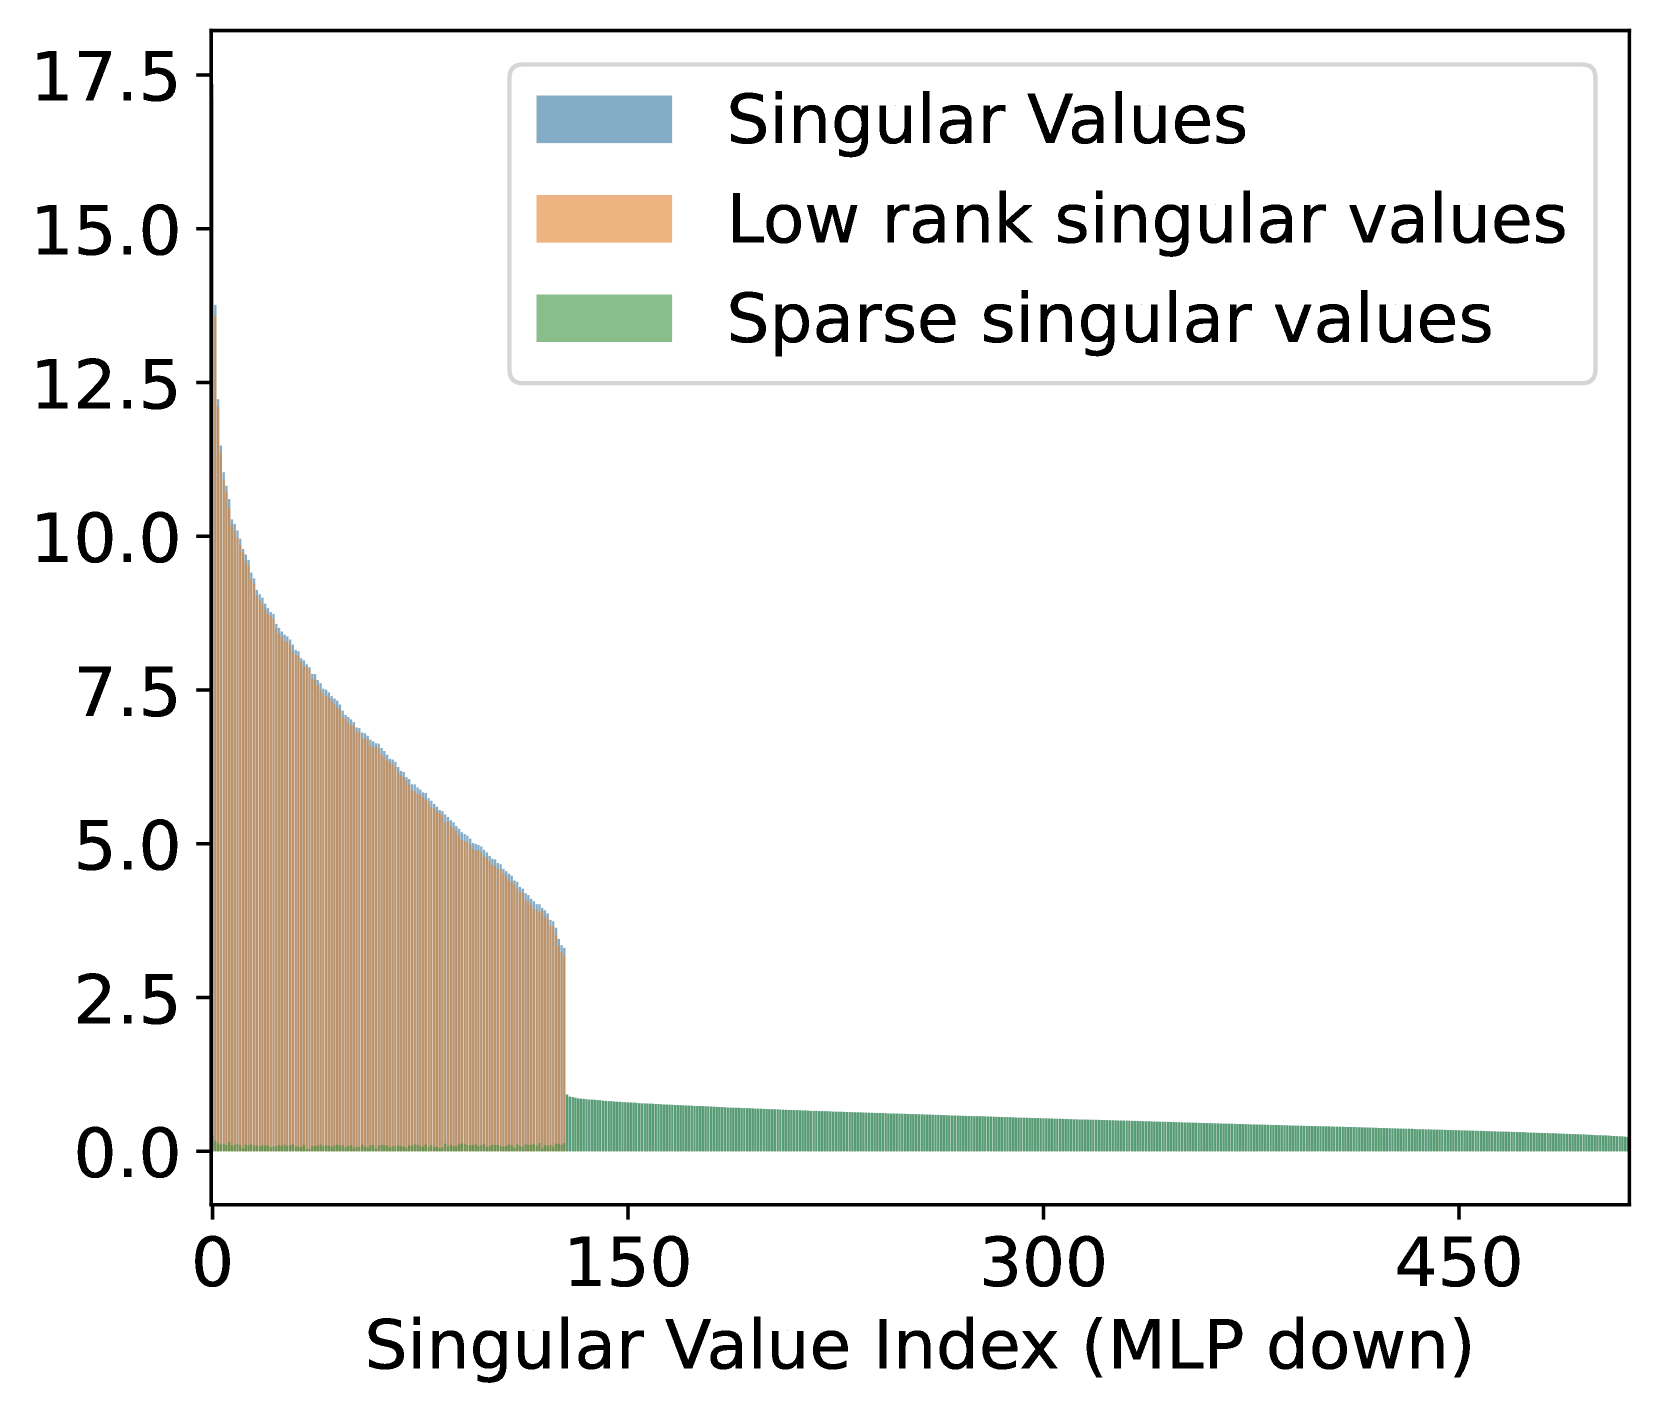 17.5
15.0
12.5
10.0
7.5
5.0
2.5
0.0
Singular Values
Low rank singular values
Sparse singular values
0 150 300 450
Singular Value Index (MLP down)